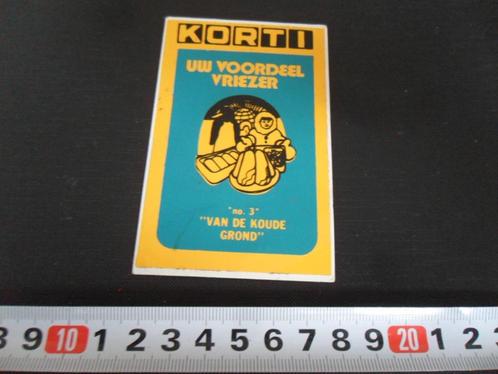 KORTI
UW VOORDEEL
VRIEZER
"no. 3"
"VAN DE KOUDE
GROND"
8 9 10 1 2 3 4 5 6 7 8 9 20 1 2 3